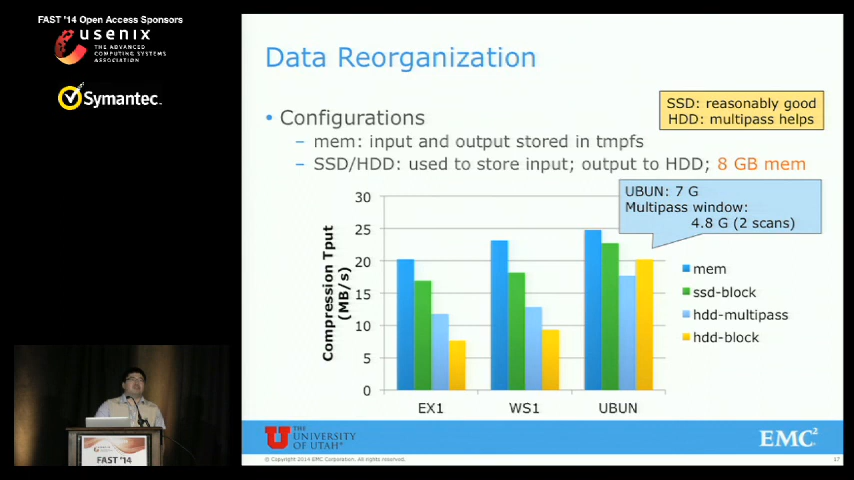 FAST '14 Open Access Sponsors
usenix
THE ADVANCED
COMPUTING SYSTEMS
ASSOCIATION
Symantec.
FAST '14
Data Reorganization
SSD: reasonably good
HDD: multipass helps
• Configurations
– mem: input and output stored in tmpfs
– SSD/HDD: used to store input; output to HDD; 8 GB mem
UBUN: 7 G
Multipass window:
4.8 G (2 scans)
Compression Tput
(MB/s)
30
25
20
15
10
5
0
EX1 WS1 UBUN
mem
ssd-block
hdd-multipass
hdd-block
U THE
UNIVERSITY
OF UTAH®
EMC²
© Copyright 2014 EMC Corporation. All rights reserved.
17